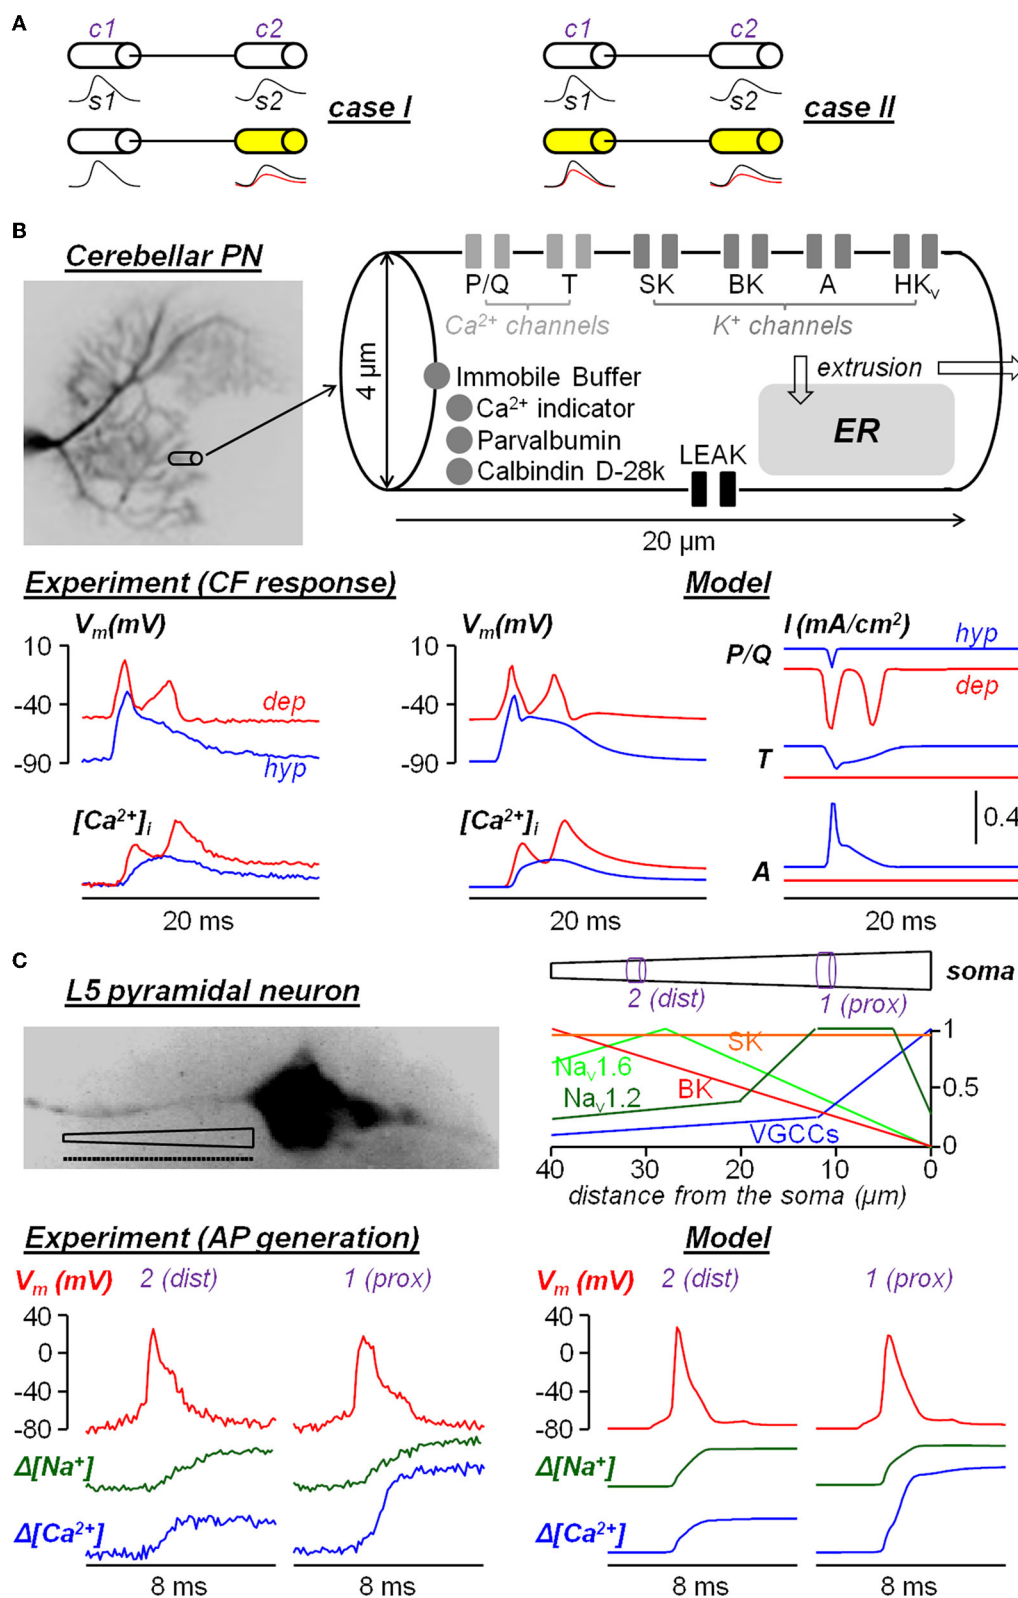 A
c1 c2 c1 c2
s1 s2 case I s1 s2 case II
B
Cerebellar PN
P/Q T SK BK A HKv
Ca2+ channels K+ channels
4 µm
extrusion
Immobile Buffer
Ca2+ indicator
Parvalbumin
Calbindin D-28k
ER
LEAK
20 µm
Experiment (CF response) Model
Vm(mV) Vm(mV) I (mA/cm²)
10 10 P/Q hyp
-40 dep -40 dep
-90 hyp -90 T
[Ca2+]i [Ca2+]i 0.4
A
20 ms 20 ms 20 ms
C
L5 pyramidal neuron
soma
2 (dist) 1 (prox)
SK 1
Nav1.6 BK
Nav1.2 0.5
VGCCs 0
40 30 20 10 0
distance from the soma (µm)
Experiment (AP generation) Model
Vm (mV) 2 (dist) 1 (prox) Vm (mV) 2 (dist) 1 (prox)
40 40
0 0
-40 -40
-80 -80
Δ[Na+] Δ[Na+]
Δ[Ca2+] Δ[Ca2+]
8 ms 8 ms 8 ms 8 ms